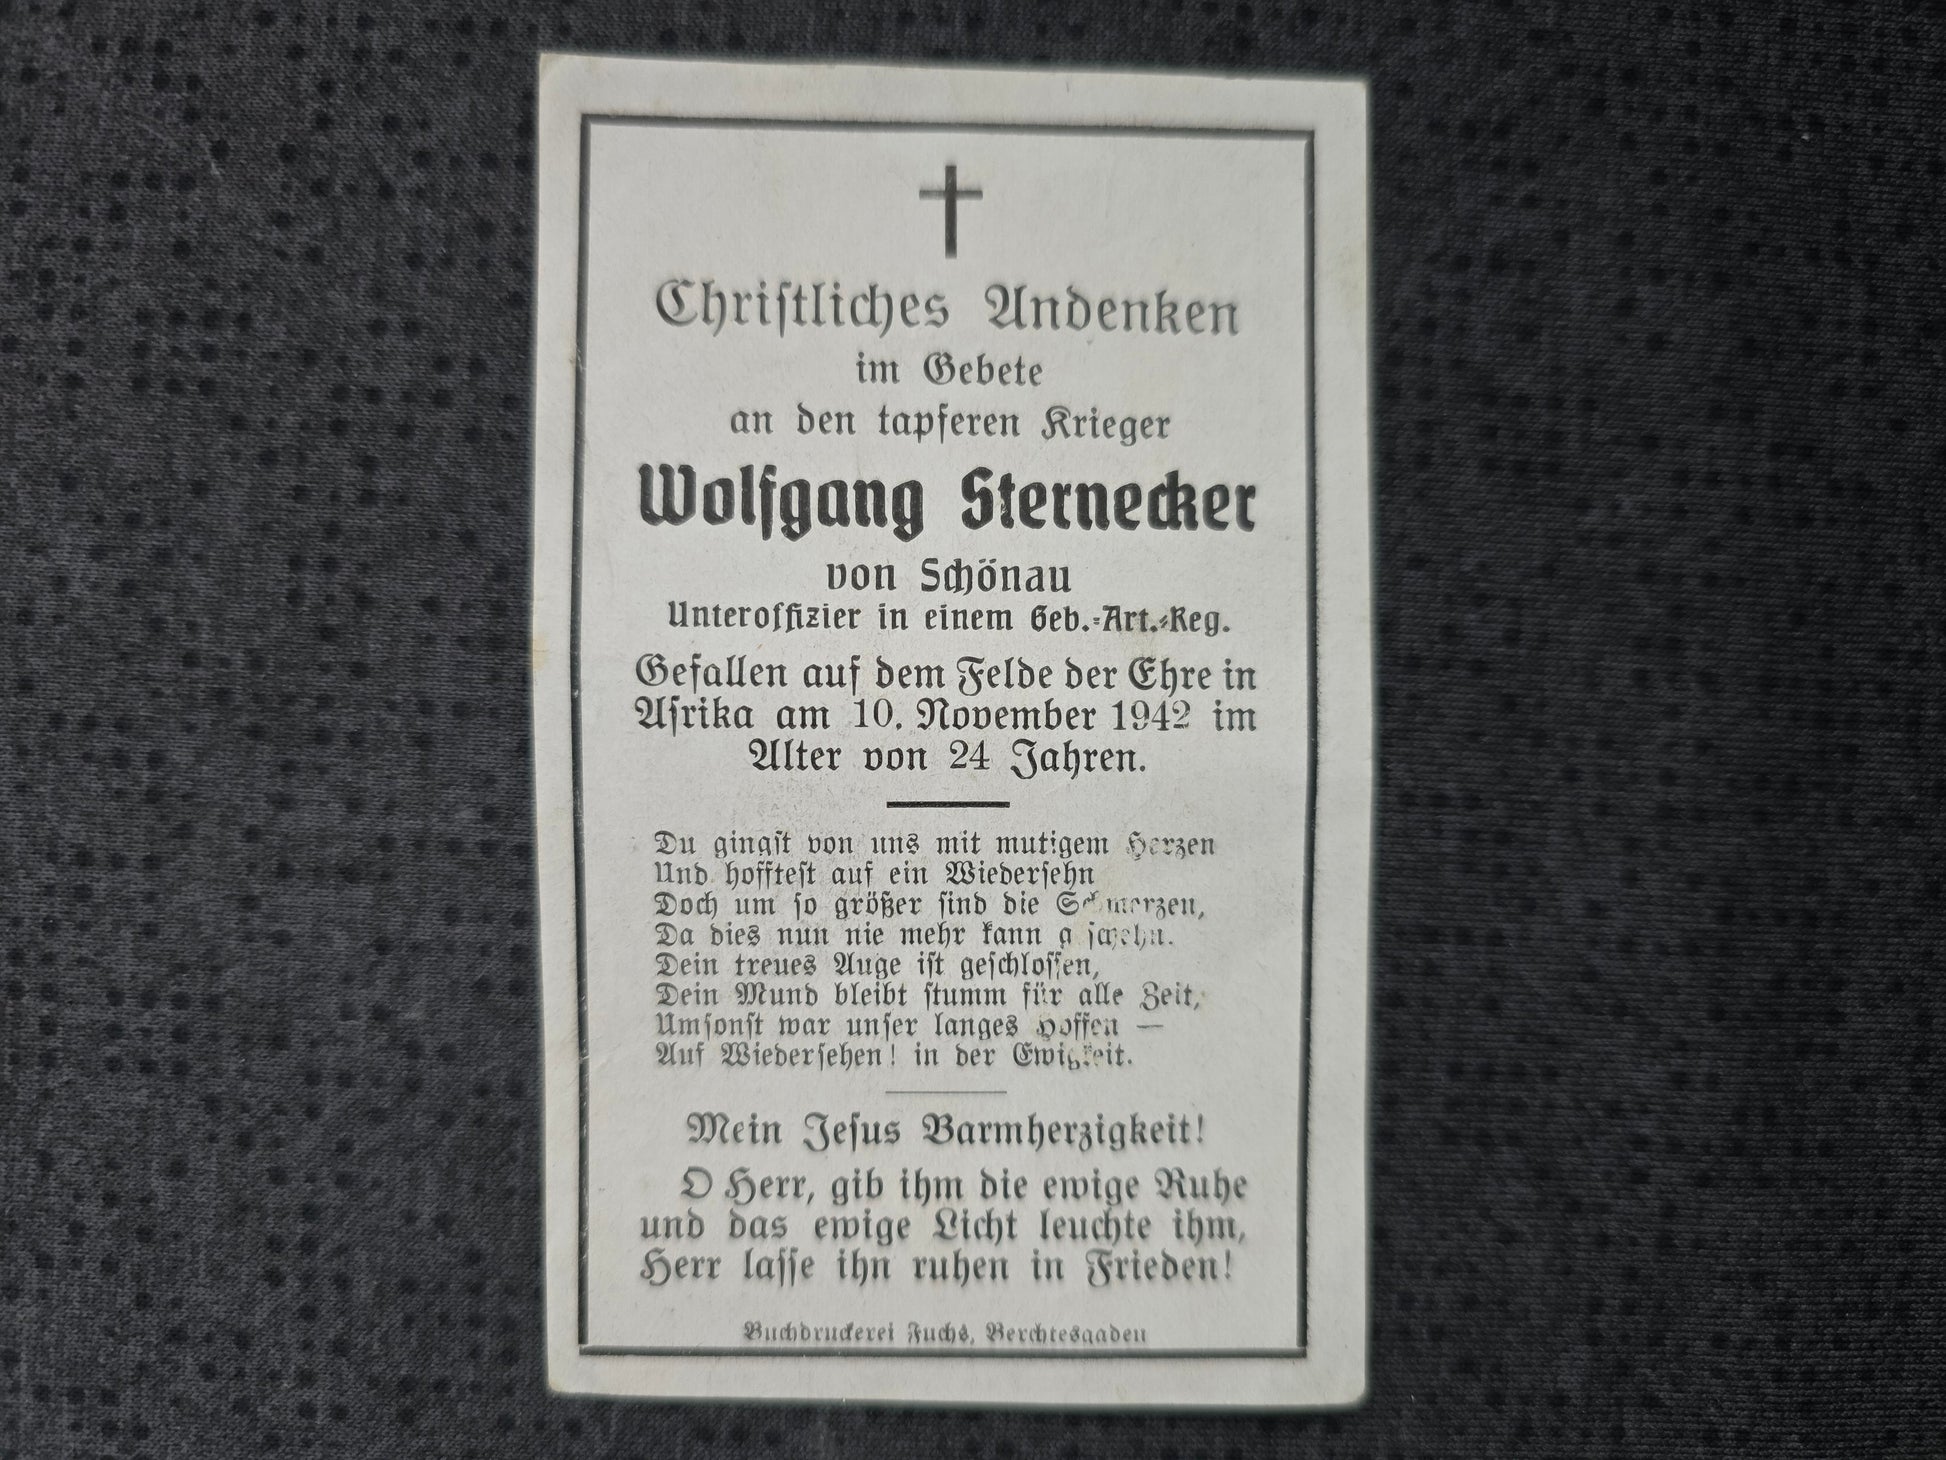 Christliches Andenken
im Gebete
an den tapferen Krieger
Wolfgang Sternecker
von Schönau
Unteroffizier in einem Geb.-Art.-Reg.
Gefallen auf dem Felde der Ehre in
Afrika am 10. November 1942 im
Alter von 24 Jahren.
Du gingst von uns mit mutigem Herzen
Und hofftest auf ein Wiedersehn
Doch um so größer sind die Schmerzen,
Da dies nun nie mehr kann geschehn.
Dein treues Auge ist geschlossen,
Dein Mund bleibt stumm für alle Zeit,
Umsonst war unser langes Hoffen —
Auf Wiedersehen! in der Ewigkeit.
Mein Jesus Barmherzigkeit!
O Herr, gib ihm die ewige Ruhe
und das ewige Licht leuchte ihm,
Herr lasse ihn ruhen in Frieden!
Buchdruckerei Fuchs, Berchtesgaden